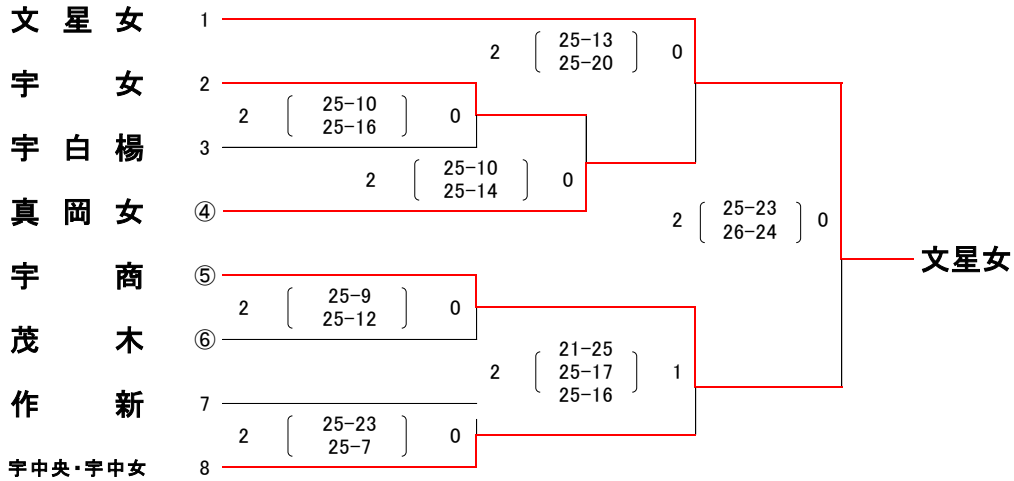 文星女 1
2 25-13 0
25-20
宇女 2
2 25-10 0
25-16
宇白楊 3
2 25-10 0
25-14
真岡女 ④
2 25-23 0
26-24
文星女
宇商 ⑤
2 25-9 0
25-12
茂木 ⑥
2 21-25 1
25-17
25-16
作新 7
2 25-23 0
25-7
宇中央・宇中女 8